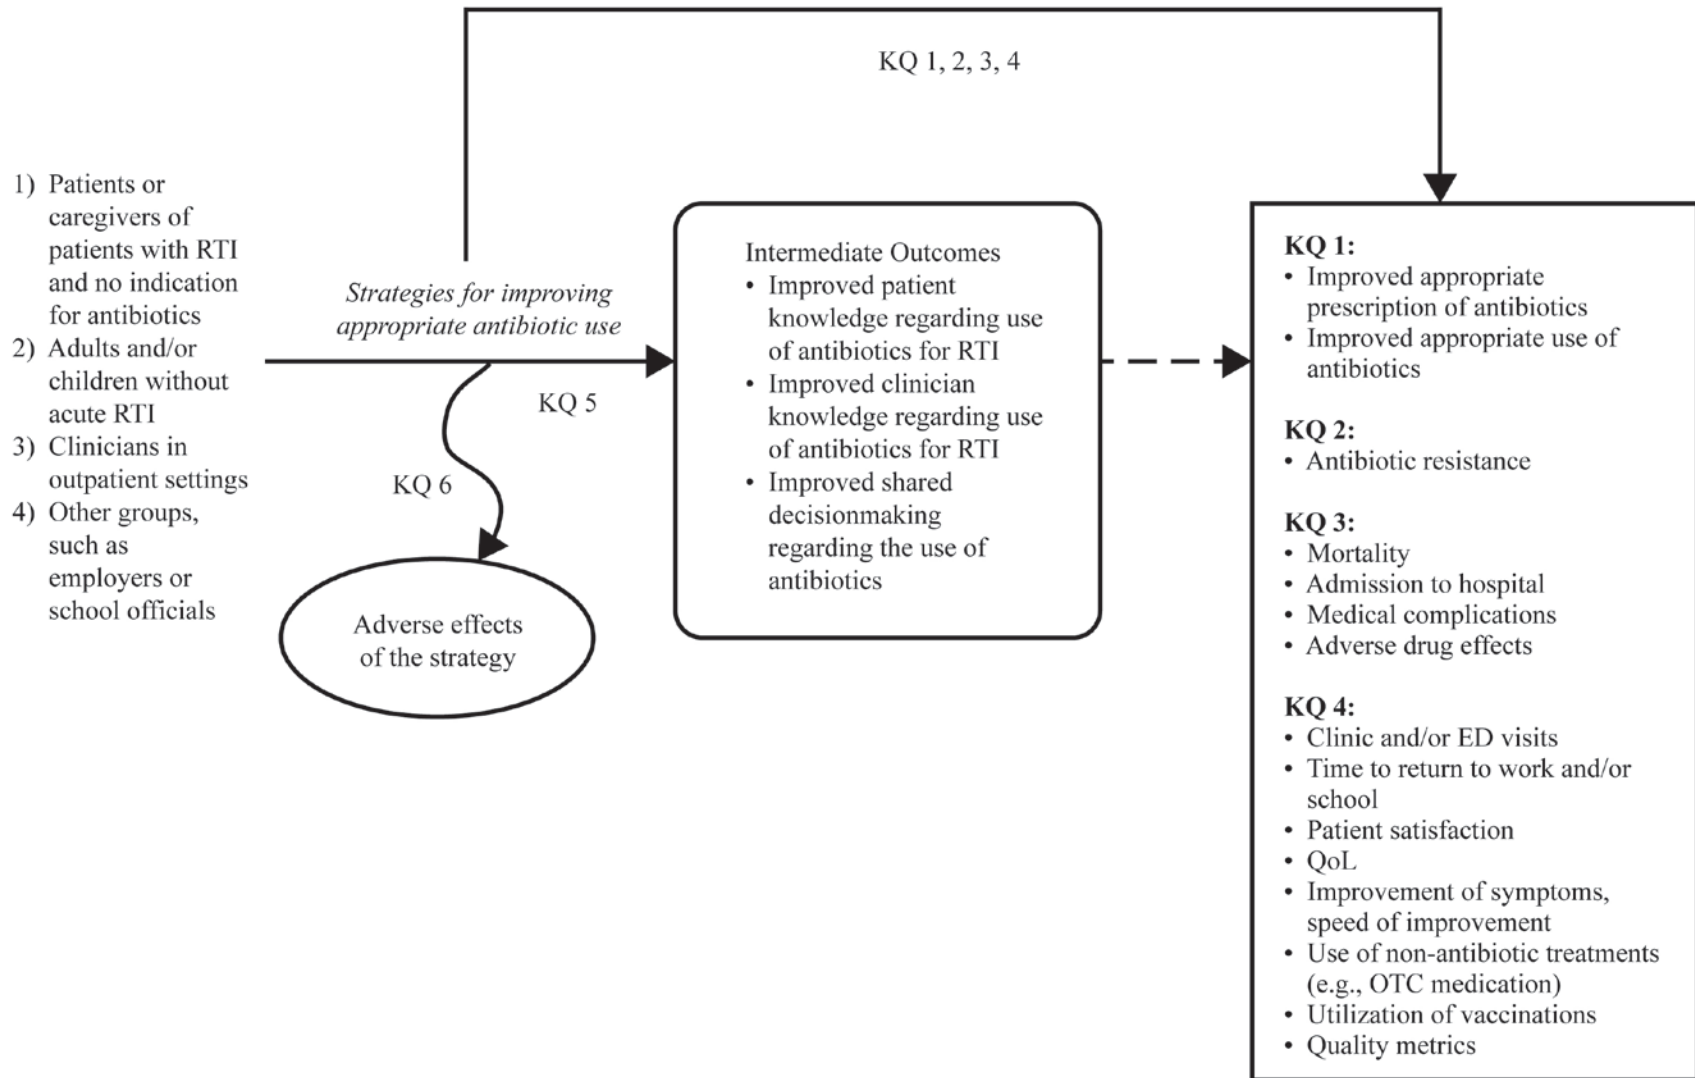 KQ 1, 2, 3, 4
1) Patients or
caregivers of
patients with RTI
and no indication
for antibiotics
2) Adults and/or
children without
acute RTI
3) Clinicians in
outpatient settings
4) Other groups,
such as
employers or
school officials
Strategies for improving
appropriate antibiotic use
KQ 5
KQ 6
Adverse effects
of the strategy
Intermediate Outcomes
• Improved patient
knowledge regarding use
of antibiotics for RTI
• Improved clinician
knowledge regarding use
of antibiotics for RTI
• Improved shared
decisionmaking
regarding the use of
antibiotics
KQ 1:
• Improved appropriate
prescription of antibiotics
• Improved appropriate use of
antibiotics
KQ 2:
• Antibiotic resistance
KQ 3:
• Mortality
• Admission to hospital
• Medical complications
• Adverse drug effects
KQ 4:
• Clinic and/or ED visits
• Time to return to work and/or
school
• Patient satisfaction
• QoL
• Improvement of symptoms,
speed of improvement
• Use of non-antibiotic treatments
(e.g., OTC medication)
• Utilization of vaccinations
• Quality metrics